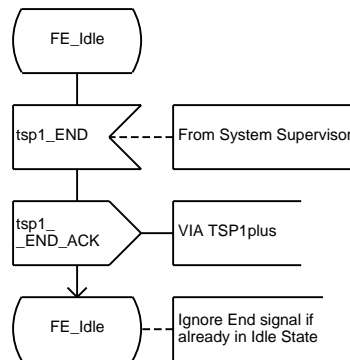 FE_Idle
tsp1_END
From System Supervisor
tsp1_
_END_ACK
VIA TSP1plus
FE_Idle
Ignore End signal if
already in Idle State